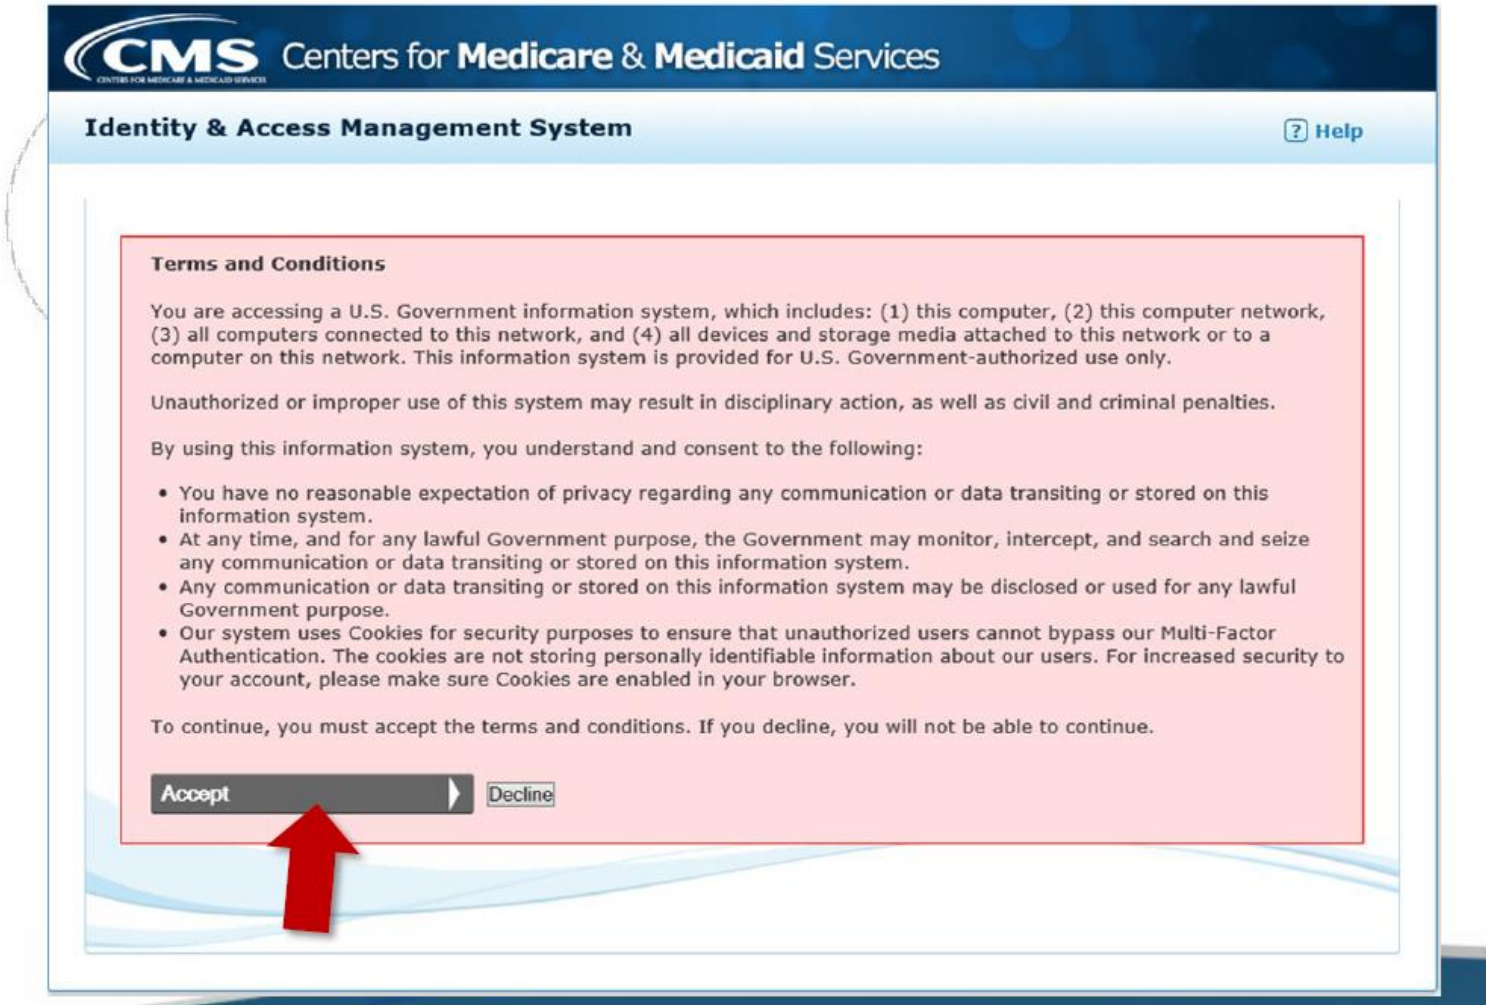 CMS Centers for Medicare & Medicaid Services
CENTERS FOR MEDICARE & MEDICAID SERVICES
Identity & Access Management System
? Help
Terms and Conditions
You are accessing a U.S. Government information system, which includes: (1) this computer, (2) this computer network,
(3) all computers connected to this network, and (4) all devices and storage media attached to this network or to a
computer on this network. This information system is provided for U.S. Government-authorized use only.
Unauthorized or improper use of this system may result in disciplinary action, as well as civil and criminal penalties.
By using this information system, you understand and consent to the following:
• You have no reasonable expectation of privacy regarding any communication or data transiting or stored on this
information system.
• At any time, and for any lawful Government purpose, the Government may monitor, intercept, and search and seize
any communication or data transiting or stored on this information system.
• Any communication or data transiting or stored on this information system may be disclosed or used for any lawful
Government purpose.
• Our system uses Cookies for security purposes to ensure that unauthorized users cannot bypass our Multi-Factor
Authentication. The cookies are not storing personally identifiable information about our users. For increased security to
your account, please make sure Cookies are enabled in your browser.
To continue, you must accept the terms and conditions. If you decline, you will not be able to continue.
Accept
Decline